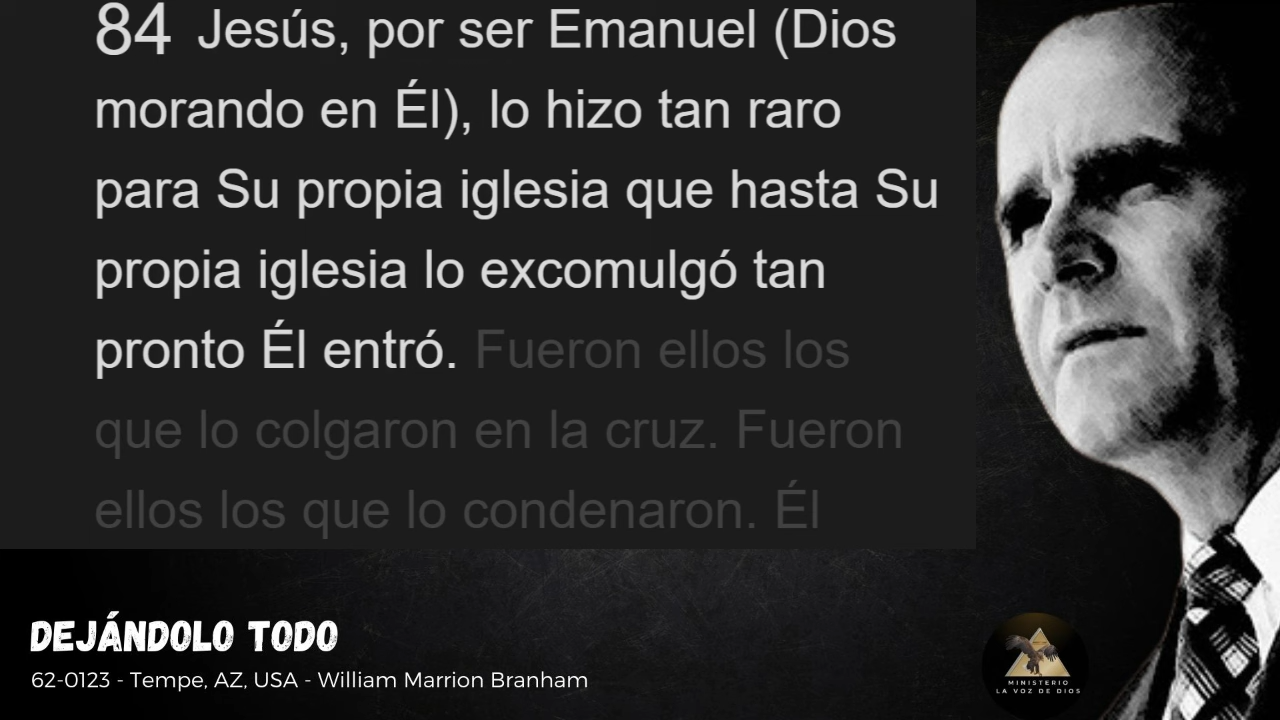 84 Jesús, por ser Emanuel (Dios
morando en Él), lo hizo tan raro
para Su propia iglesia que hasta Su
propia iglesia lo excomulgó tan
pronto Él entró. Fueron ellos los
que lo colgaron en la cruz. Fueron
ellos los que lo condenaron. Él
DEJÁNDOLO TODO
62-0123 - Tempe, AZ, USA - William Marrion Branham
MINISTERIO
LA VOZ DE DIOS